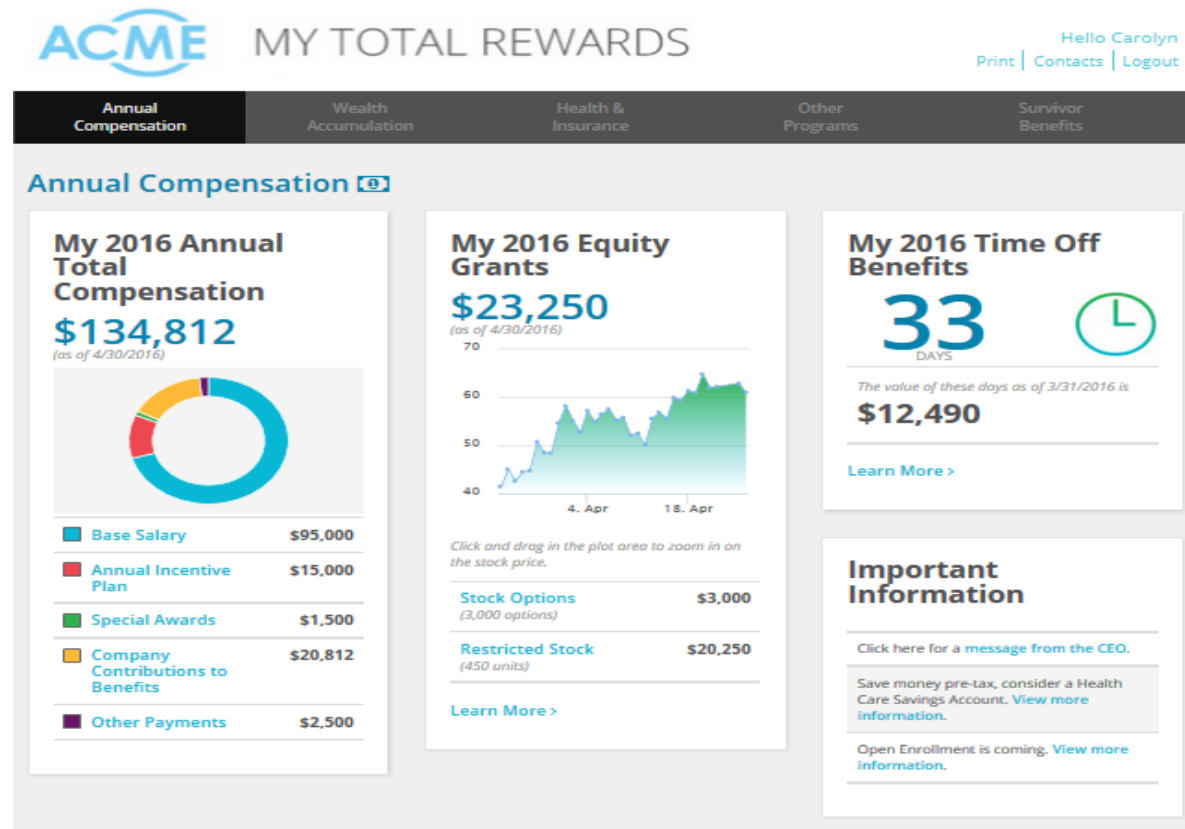 ACME
MY TOTAL REWARDS
Hello Carolyn
Print | Contacts | Logout
Annual
Compensation
Wealth
Accumulation
Health &
Insurance
Other
Programs
Survivor
Benefits
Annual Compensation
My 2016 Annual
Total
Compensation
$134,812
(as of 4/30/2016)
Base Salary $95,000
Annual Incentive $15,000
Plan
Special Awards $1,500
Company $20,812
Contributions to
Benefits
Other Payments $2,500
My 2016 Equity
Grants
$23,250
(as of 4/30/2016)
70
60
50
40
4. Apr 18. Apr
Click and drag in the plot area to zoom in on
the stock price.
Stock Options $3,000
(3,000 options)
Restricted Stock $20,250
(450 units)
Learn More >
My 2016 Time Off
Benefits
33
DAYS
The value of these days as of 3/31/2016 is
$12,490
Learn More >
Important
Information
Click here for a message from the CEO.
Save money pre-tax, consider a Health
Care Savings Account. View more
information.
Open Enrollment is coming. View more
information.